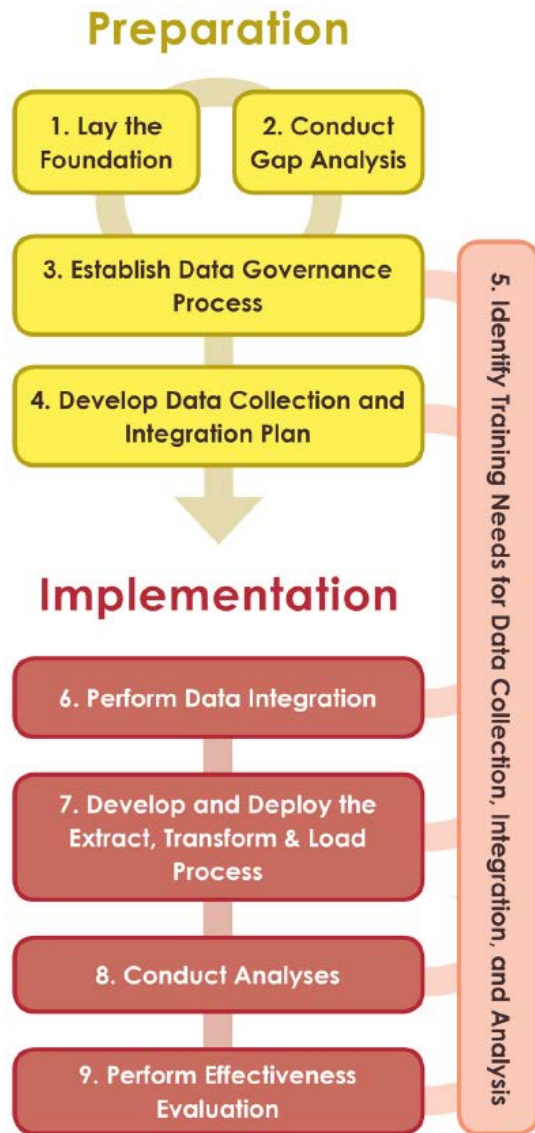 Preparation
1. Lay the
Foundation
2. Conduct
Gap Analysis
3. Establish Data Governance
Process
4. Develop Data Collection and
Integration Plan
5. Identify Training Needs for Data Collection, Integration, and Analysis
Implementation
6. Perform Data Integration
7. Develop and Deploy the
Extract, Transform & Load
Process
8. Conduct Analyses
9. Perform Effectiveness
Evaluation